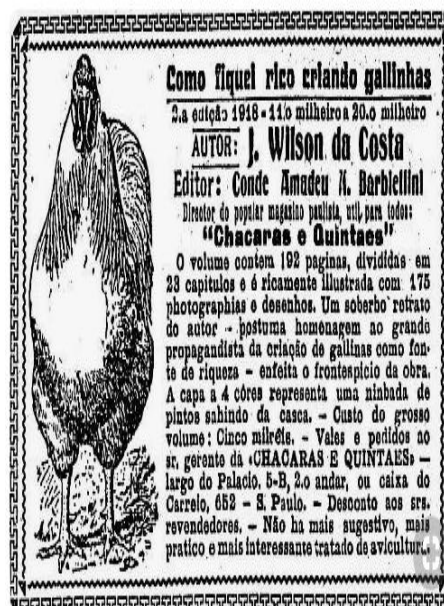 Como fiquei rico criando gallinhas
2.a edição 1918 - 11.o milheiro a 20.o milheiro
AUTOR: J. Wilson da Costa
Editor: Conde Amadeu A. Barbiellini
Director do popular magazine paulista, util para todos:
"Chacaras e Quintaes"
O volume contém 192 paginas, divididas em
23 capitulos e é ricamente illustrada com 175
photographias e desenhos. Um soberbo retrato
do autor - postuma homenagem ao grande
propagandista da criação de gallinas como fon-
te de riqueza - enfeita o frontespicio da obra.
A capa a 4 côres representa uma ninhada de
pintos sahindo da casca. - Custo do grosso
volume: Cinco milréis. - Vales e pedidos ao
sr. gerente da «CHACARAS E QUINTAES» -
largo do Palacio, 5-B, 2.o andar, ou caixa do
Correio, 652 - S. Paulo. - Desconto aos srs.
revendedores. - Não ha mais sugestivo, mais
pratico e mais interessante tratado de avicultura.